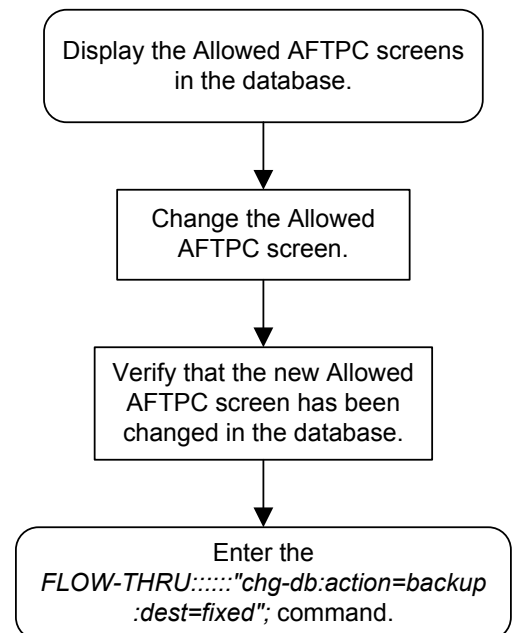 Display the Allowed AFTPC screens
in the database.
Change the Allowed
AFTPC screen.
Verify that the new Allowed
AFTPC screen has been
changed in the database.
Enter the
FLOW-THRU::::::"chg-db:action=backup
:dest=fixed"; command.